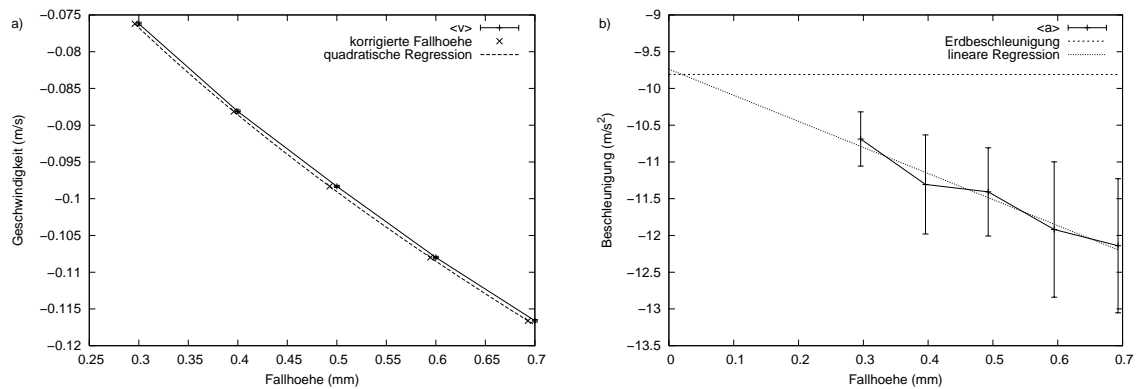 a)
<v>
korrigierte Fallhoehe
quadratische Regression
Geschwindigkeit (m/s)
−0.075
−0.08
−0.085
−0.09
−0.095
−0.1
−0.105
−0.11
−0.115
−0.12
0.25 0.3 0.35 0.4 0.45 0.5 0.55 0.6 0.65 0.7
Fallhoehe (mm)
b)
<a>
Erdbeschleunigung
lineare Regression
Beschleunigung (m/s²)
−9
−9.5
−10
−10.5
−11
−11.5
−12
−12.5
−13
−13.5
0 0.1 0.2 0.3 0.4 0.5 0.6 0.7
Fallhoehe (mm)